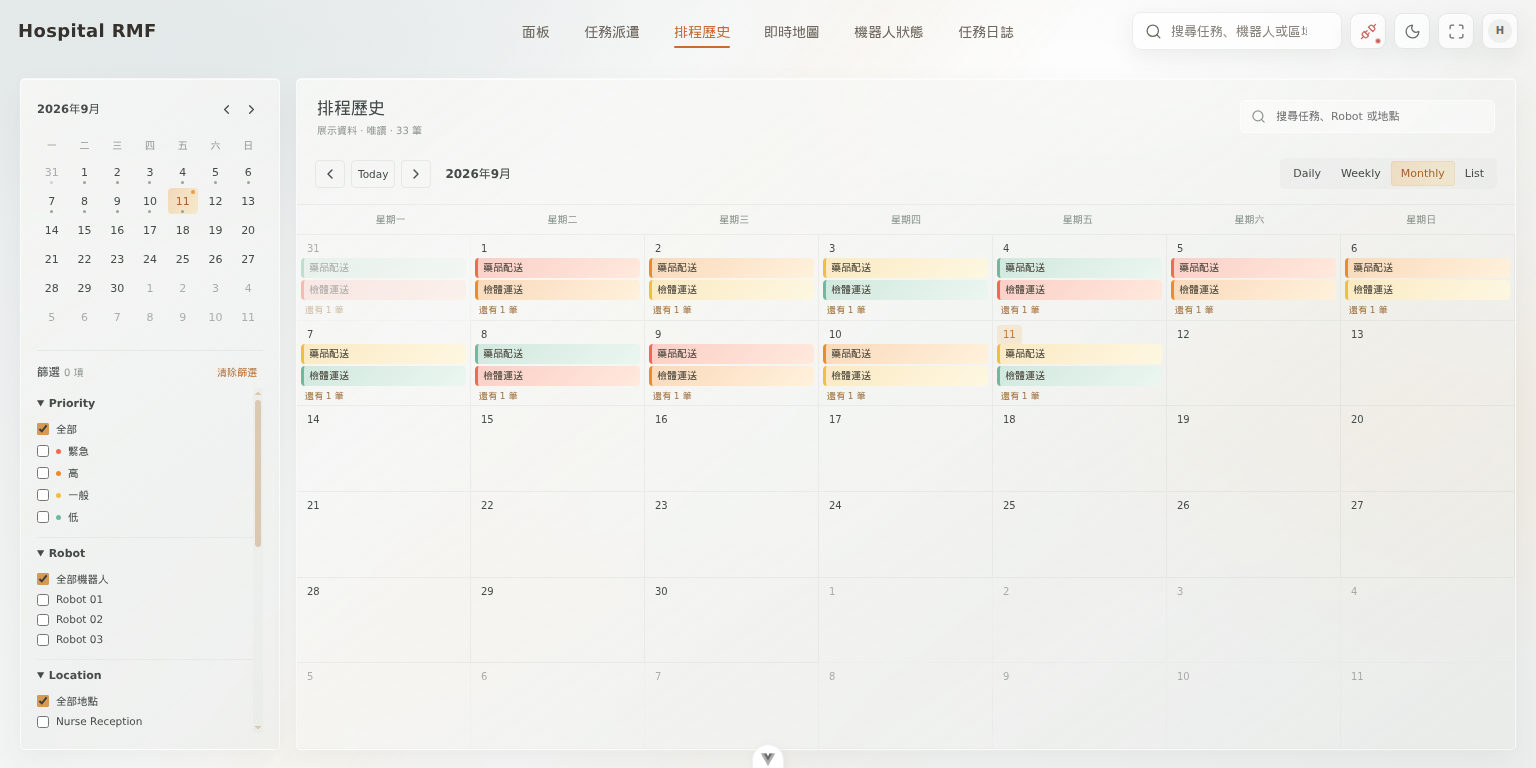 Hospital RMF
面板 任務派遣 排程歷史 即時地圖 機器人狀態 任務日誌
搜尋任務、機器人或區
H
2026年9月
一 二 三 四 五 六 日
31 1 2 3 4 5 6
7 8 9 10 11 12 13
14 15 16 17 18 19 20
21 22 23 24 25 26 27
28 29 30 1 2 3 4
5 6 7 8 9 10 11
篩選 0 項 清除篩選
Priority
全部
緊急
高
一般
低
Robot
全部機器人
Robot 01
Robot 02
Robot 03
Location
全部地點
Nurse Reception
排程歷史
展示資料 · 唯讀 · 33 筆
搜尋任務、Robot 或地點
Today 2026年9月
Daily Weekly Monthly List
星期一 星期二 星期三 星期四 星期五 星期六 星期日
31 1 2 3 4 5 6
藥品配送 藥品配送 藥品配送 藥品配送 藥品配送 藥品配送 藥品配送
檢體運送 檢體運送 檢體運送 檢體運送 檢體運送 檢體運送 檢體運送
還有 1 筆 還有 1 筆 還有 1 筆 還有 1 筆 還有 1 筆 還有 1 筆 還有 1 筆
7 8 9 10 11 12 13
藥品配送 藥品配送 藥品配送 藥品配送 藥品配送
檢體運送 檢體運送 檢體運送 檢體運送 檢體運送
還有 1 筆 還有 1 筆 還有 1 筆 還有 1 筆 還有 1 筆
14 15 16 17 18 19 20
21 22 23 24 25 26 27
28 29 30 1 2 3 4
5 6 7 8 9 10 11